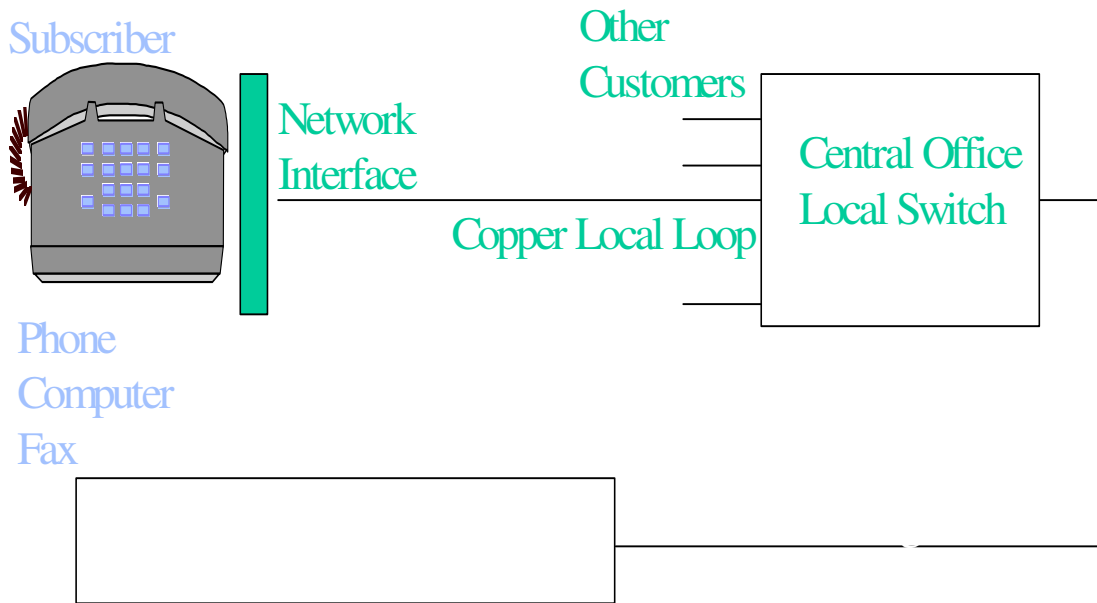 Subscriber
Other
Customers
Network
Interface
Central Office
Local Switch
Copper Local Loop
Phone
Computer
Fax